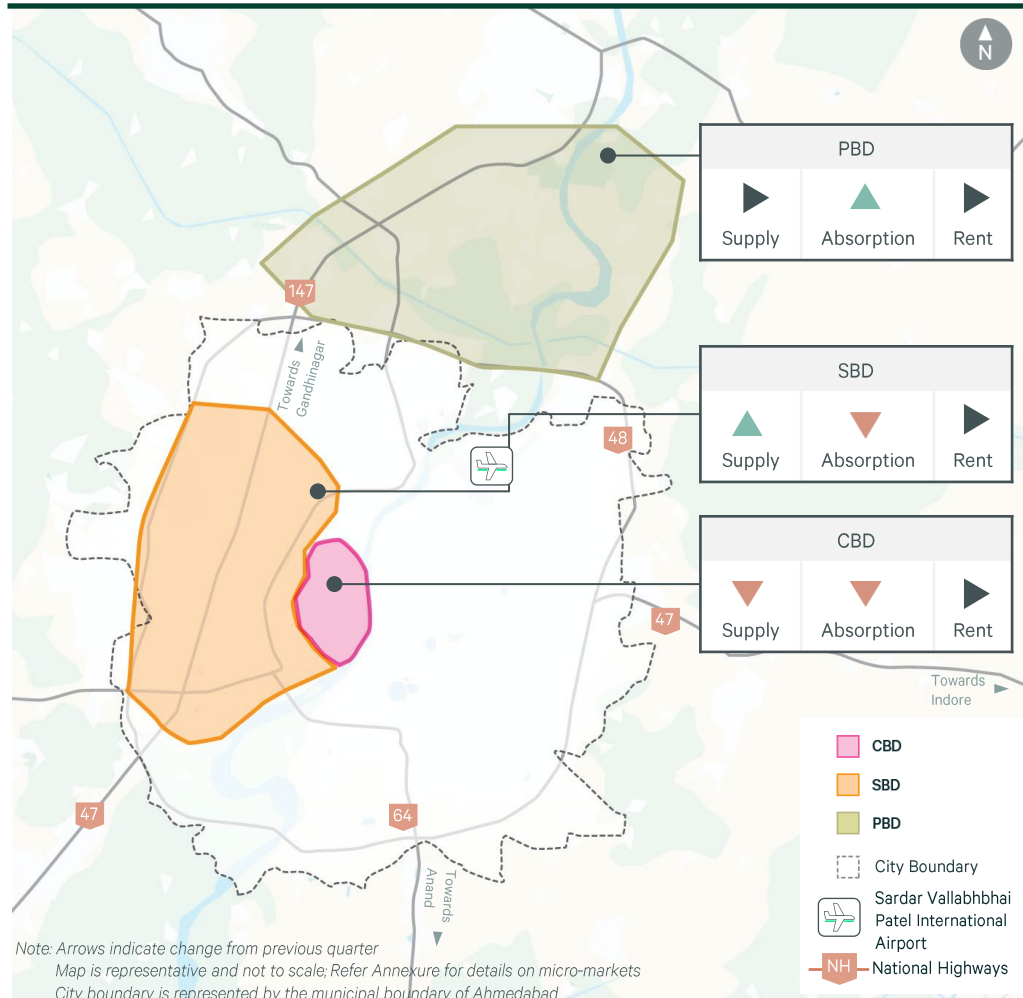 N
PBD
Supply
Absorption
Rent
147
Towards
Gandhinagar
SBD
Supply
Absorption
Rent
48
CBD
Supply
Absorption
Rent
47
Towards
Indore
CBD
SBD
PBD
47
64
City Boundary
Towards
Anand
Sardar Vallabhbhai
Patel International
Airport
NH
National Highways
Note: Arrows indicate change from previous quarter
Map is representative and not to scale; Refer Annexure for details on micro-markets
City boundary is represented by the municipal boundary of Ahmedabad